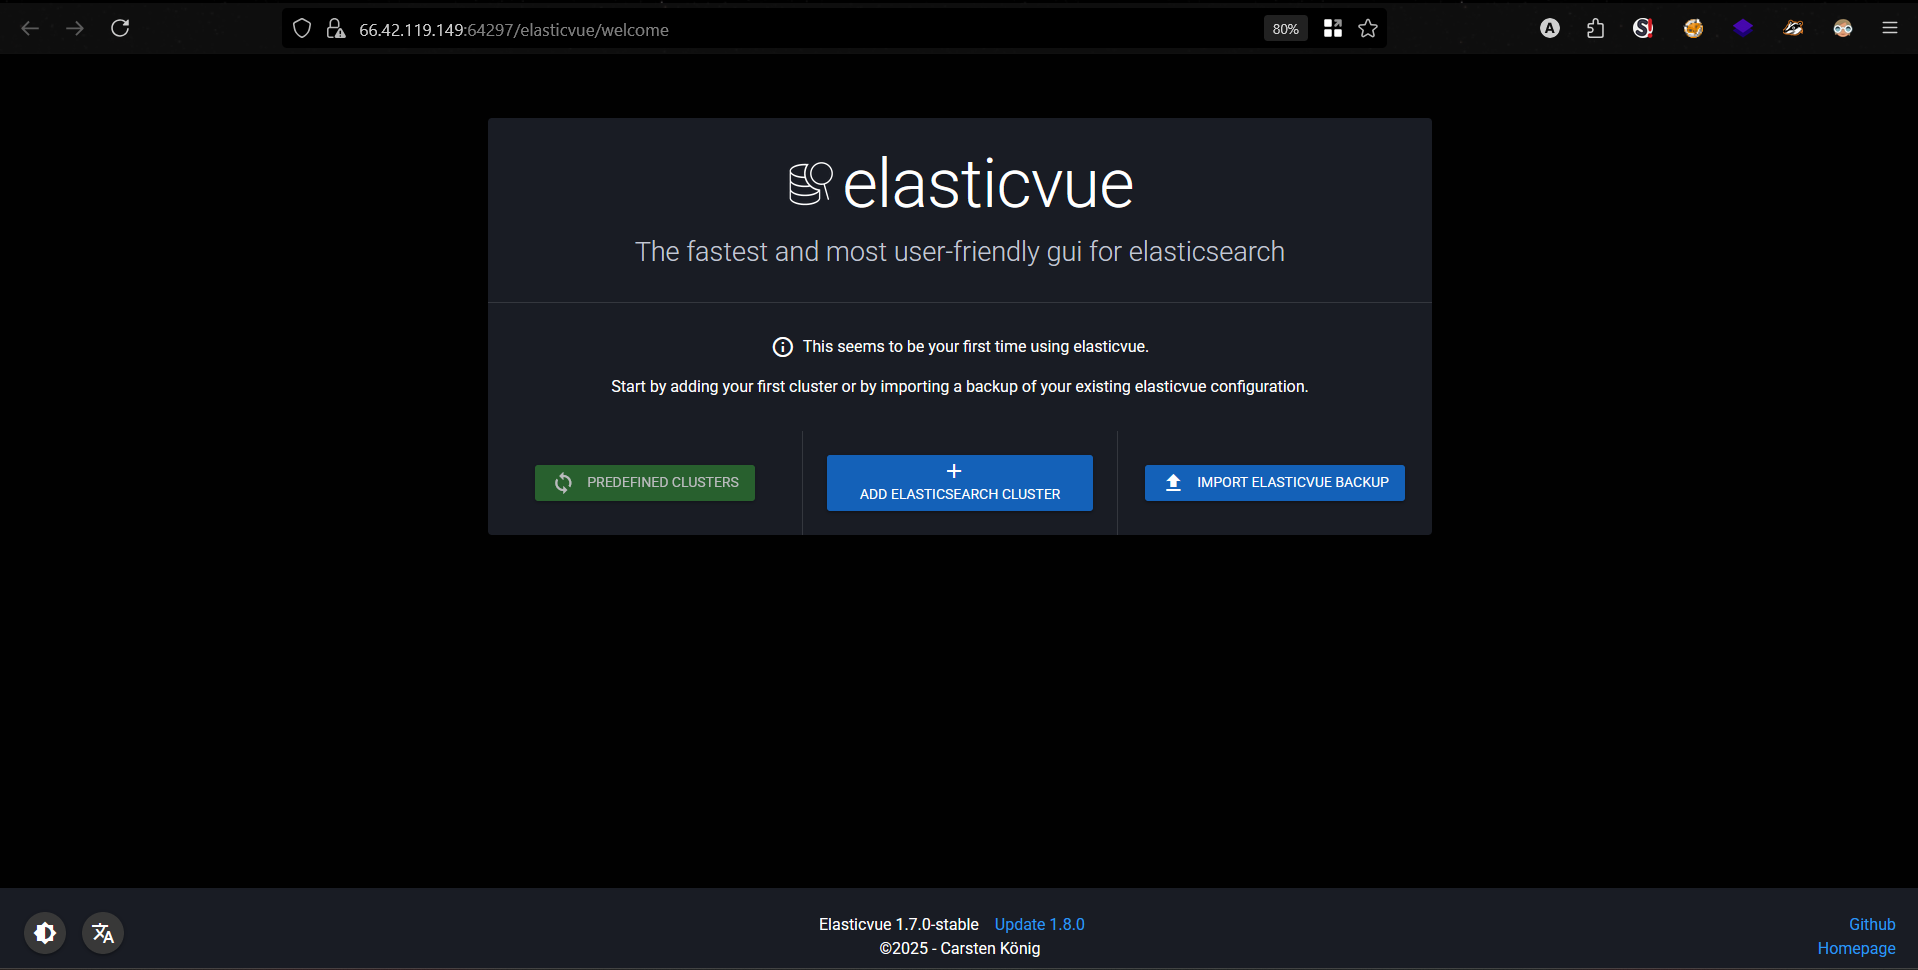 66.42.119.149:64297/elasticvue/welcome
80%
elasticvue
The fastest and most user-friendly gui for elasticsearch
This seems to be your first time using elasticvue.
Start by adding your first cluster or by importing a backup of your existing elasticvue configuration.
PREDEFINED CLUSTERS
ADD ELASTICSEARCH CLUSTER
IMPORT ELASTICVUE BACKUP
Elasticvue 1.7.0-stable Update 1.8.0
©2025 - Carsten König
Github
Homepage